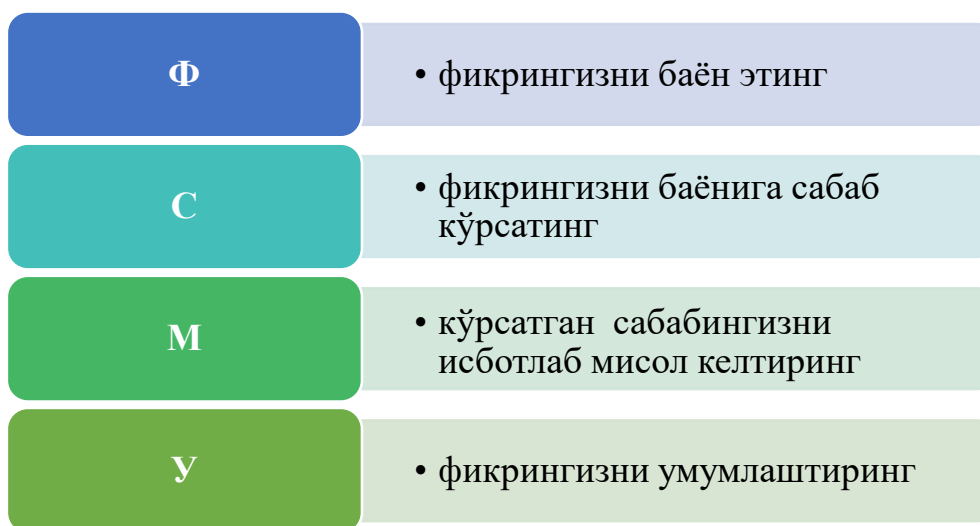 Ф
• фикрингизни баён этинг
С
• фикрингизни баёнига сабаб
кўрсатинг
М
• кўрсатган  сабабингизни
исботлаб мисол келтиринг
У
• фикрингизни умумлаштиринг